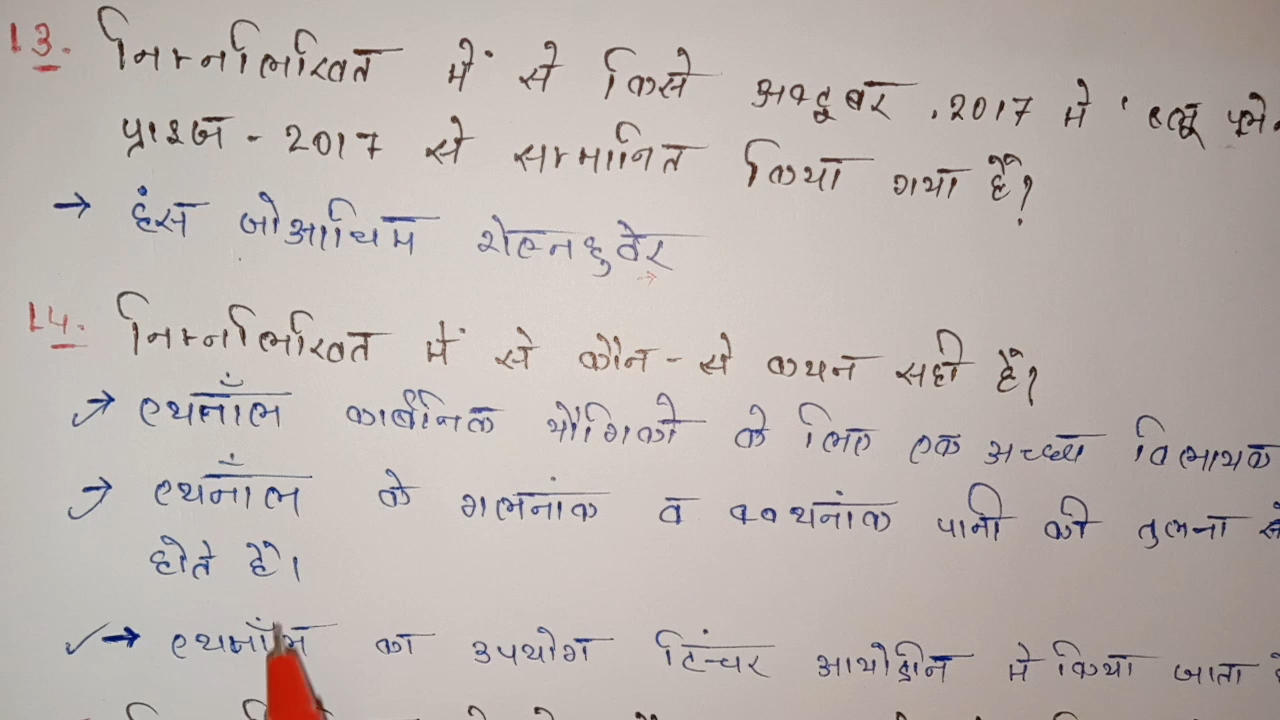 13. निम्नलिखित में से किसे अक्टूबर, 2017 में 'ब्लू प्लेन
प्राइज - 2017 से सम्मानित किया गया है?
→ हंस जोआचिम शेल्नहुबेर
14. निम्नलिखित में से कौन-से कथन सही हैं?
→ एथनॉल कार्बनिक यौगिकों के लिए एक अच्छा विलायक
→ एथनॉल के गलनांक व क्वथनांक पानी की तुलना से
होते हैं।
✓→ एथनॉल का उपयोग टिंचर आयोडीन में किया जाता है